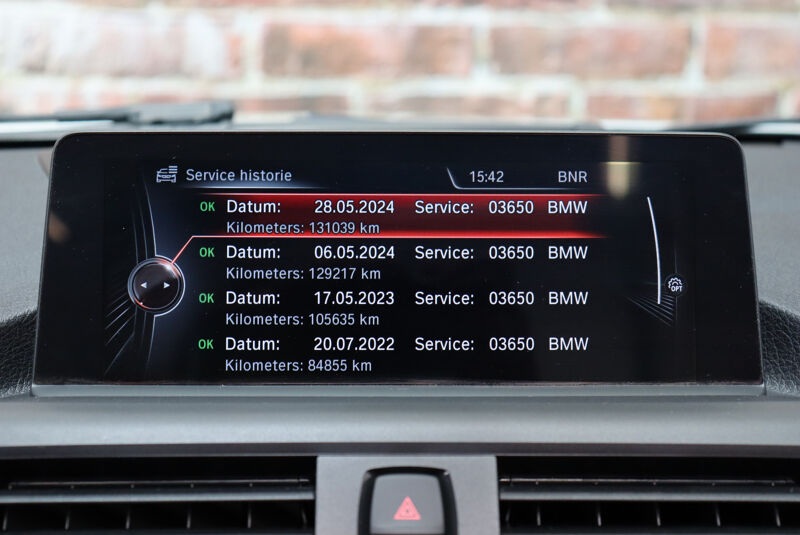 Service historie 15:42 BNR
OK Datum: 28.05.2024 Service: 03650 BMW
Kilometers: 131039 km
OK Datum: 06.05.2024 Service: 03650 BMW
Kilometers: 129217 km
OK Datum: 17.05.2023 Service: 03650 BMW
Kilometers: 105635 km
OK Datum: 20.07.2022 Service: 03650 BMW
Kilometers: 84855 km
OPT